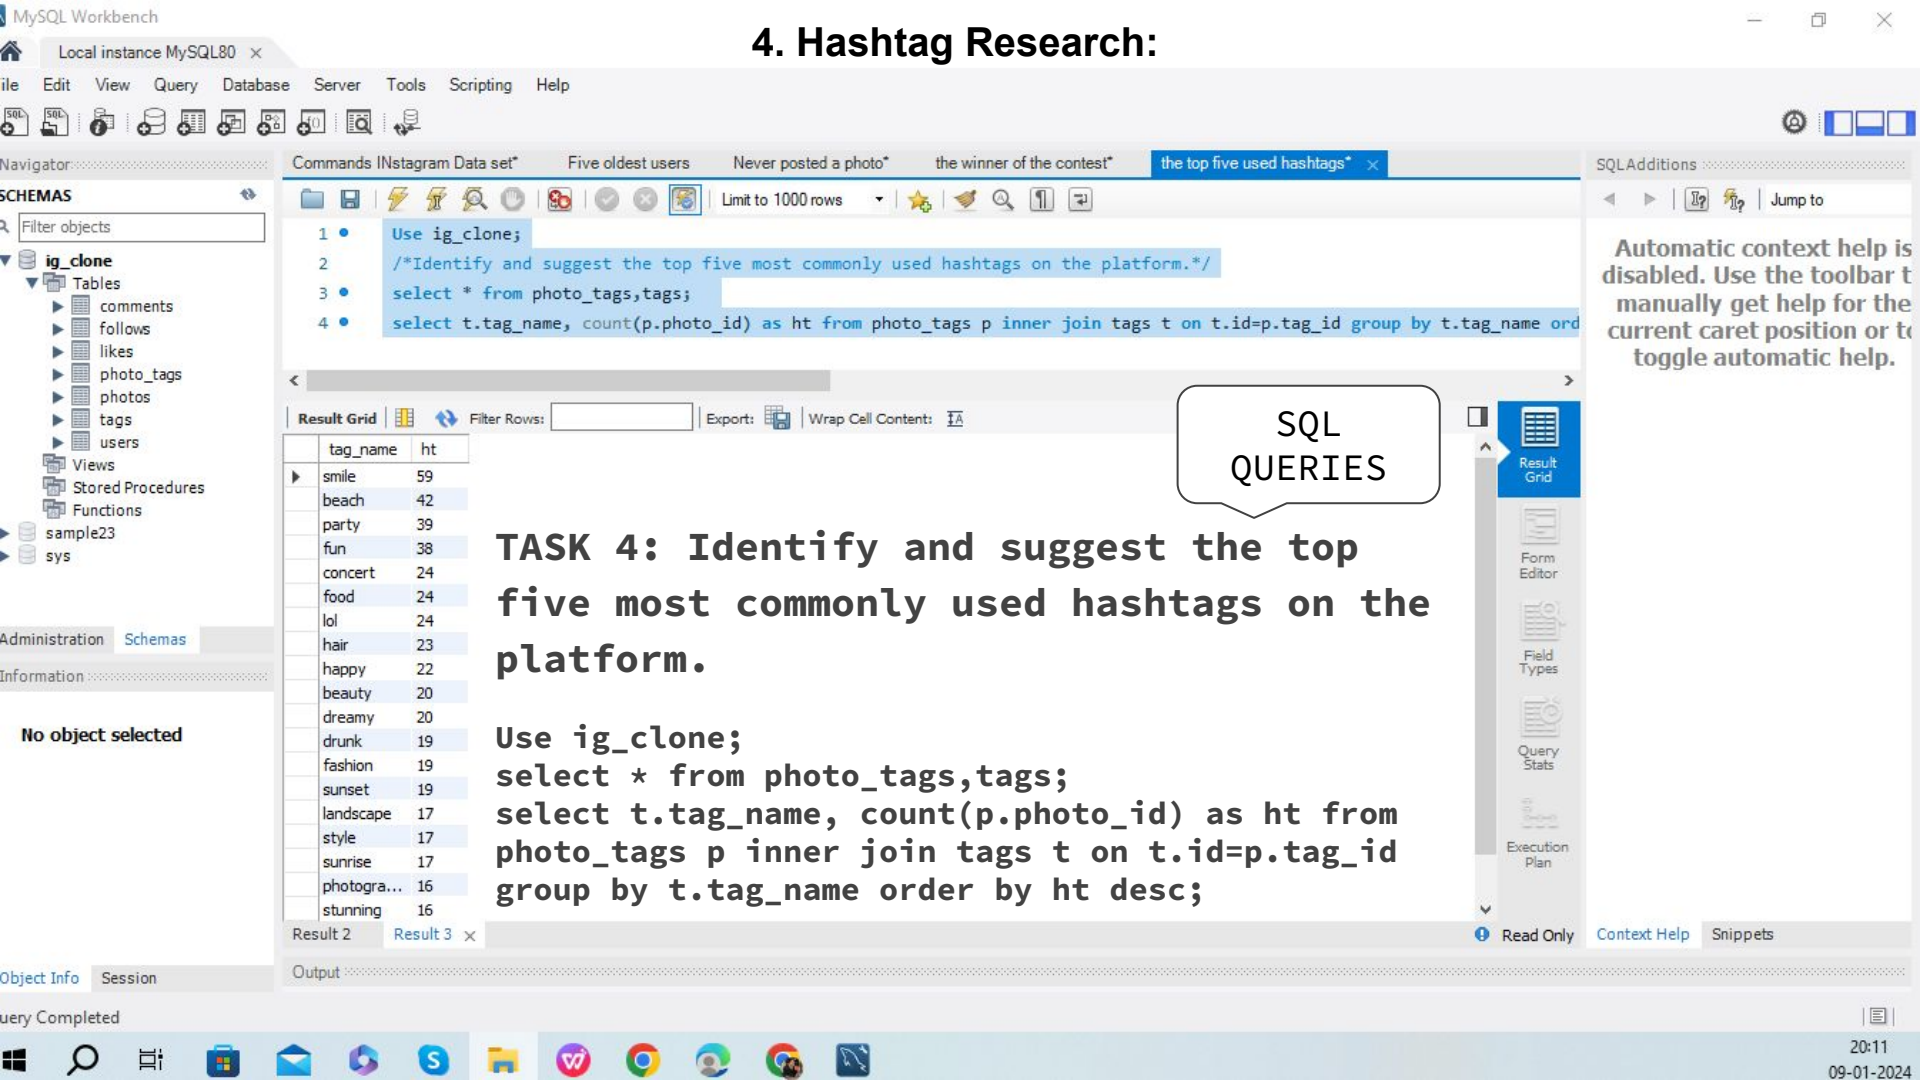 MySQL Workbench
4. Hashtag Research:
Local instance MySQL80
ile Edit View Query Database Server Tools Scripting Help
Navigator
SCHEMAS
Filter objects
ig_clone
Tables
comments
follows
likes
photo_tags
photos
tags
users
Views
Stored Procedures
Functions
sample23
sys
Administration Schemas
Information
No object selected
Object Info Session
Commands INstagram Data set* Five oldest users Never posted a photo* the winner of the contest* the top five used hashtags*
Limit to 1000 rows
1 Use ig_clone;
2 /*Identify and suggest the top five most commonly used hashtags on the platform.*/
3 select * from photo_tags,tags;
4 select t.tag_name, count(p.photo_id) as ht from photo_tags p inner join tags t on t.id=p.tag_id group by t.tag_name ord
Result Grid Filter Rows: Export: Wrap Cell Content:
tag_name ht
smile 59
beach 42
party 39
fun 38
concert 24
food 24
lol 24
hair 23
happy 22
beauty 20
dreamy 20
drunk 19
fashion 19
sunset 19
landscape 17
style 17
sunrise 17
photogra... 16
stunning 16
SQL
QUERIES
TASK 4: Identify and suggest the top
five most commonly used hashtags on the
platform.
Use ig_clone;
select * from photo_tags,tags;
select t.tag_name, count(p.photo_id) as ht from
photo_tags p inner join tags t on t.id=p.tag_id
group by t.tag_name order by ht desc;
Result
Grid
Form
Editor
Field
Types
Query
Stats
Execution
Plan
Result 2 Result 3
Read Only
Output
SQLAdditions
Jump to
Automatic context help is
disabled. Use the toolbar t
manually get help for the
current caret position or to
toggle automatic help.
Context Help Snippets
uery Completed
20:11
09-01-2024